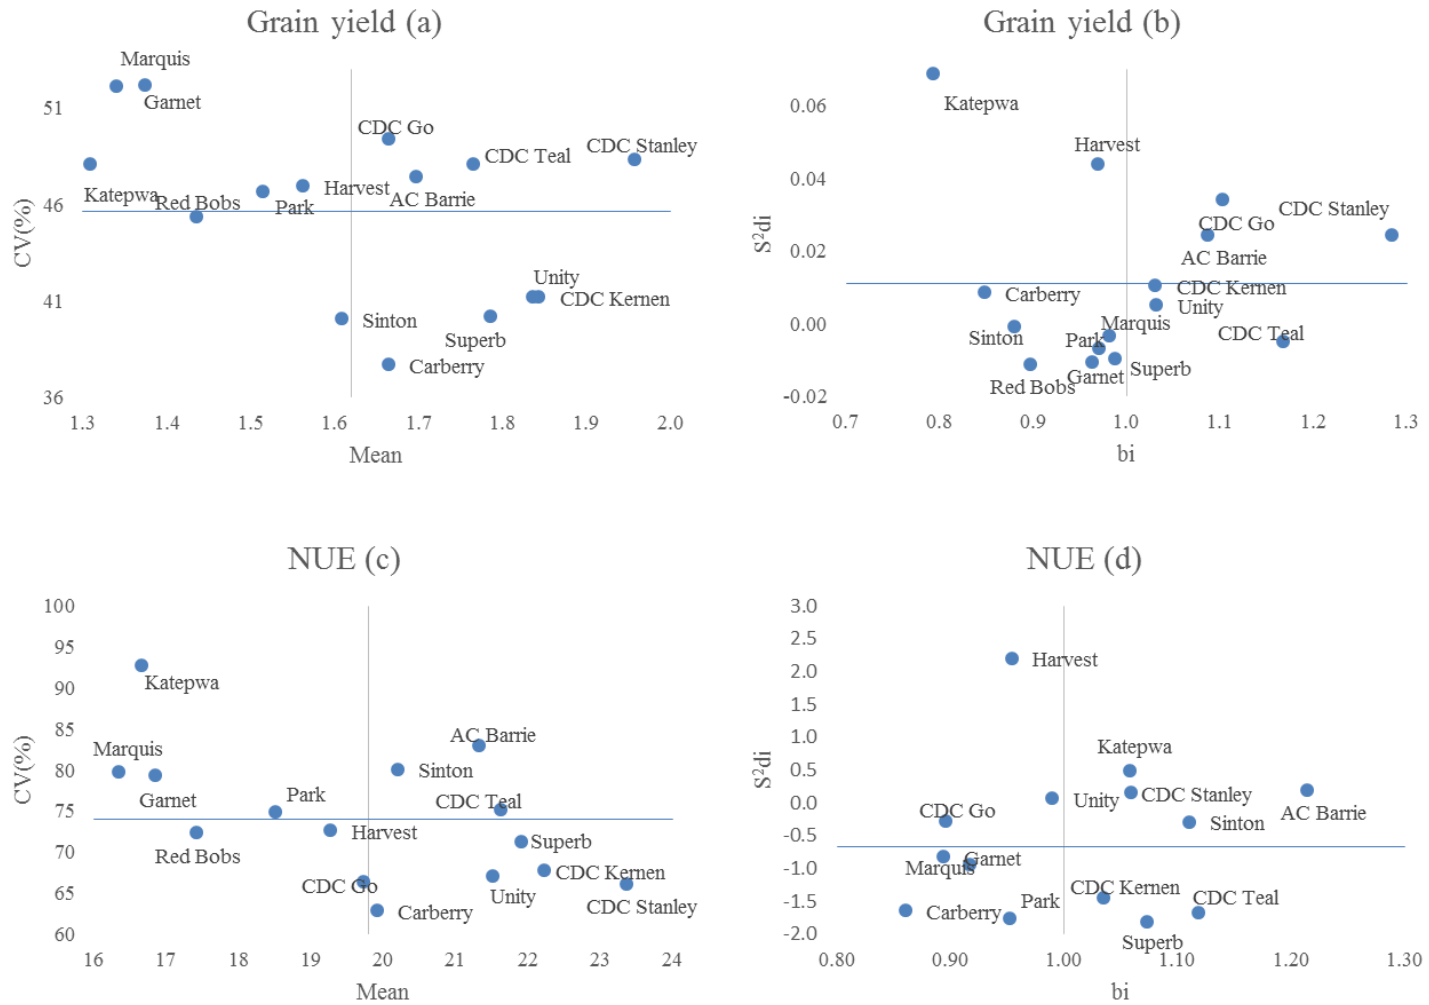 Grain yield (a)
Marquis
Garnet
CDC Go
CDC Stanley
CDC Teal
Katepwa
Harvest
Red Bobs
Park
AC Barrie
Unity
CDC Kernen
Sinton
Superb
Carberry
51
46
41
36
CV(%)
1.3 1.4 1.5 1.6 1.7 1.8 1.9 2.0
Mean
Grain yield (b)
Katepwa
Harvest
CDC Stanley
CDC Go
AC Barrie
CDC Kernen
Carberry
Unity
Marquis
Sinton
Park
CDC Teal
Superb
Garnet
Red Bobs
0.06
0.04
0.02
0.00
-0.02
S²di
0.7 0.8 0.9 1.0 1.1 1.2 1.3
bi
NUE (c)
Katepwa
AC Barrie
Marquis
Sinton
Garnet
Park
CDC Teal
Harvest
Superb
Red Bobs
CDC Kernen
CDC Go
Unity
CDC Stanley
Carberry
100
95
90
85
80
75
70
65
60
CV(%)
16 17 18 19 20 21 22 23 24
Mean
NUE (d)
Harvest
Katepwa
Unity
CDC Stanley
AC Barrie
CDC Go
Sinton
Garnet
Marquis
CDC Kernen
CDC Teal
Park
Carberry
Superb
3.0
2.5
2.0
1.5
1.0
0.5
0.0
-0.5
-1.0
-1.5
-2.0
S²di
0.80 0.90 1.00 1.10 1.20 1.30
bi